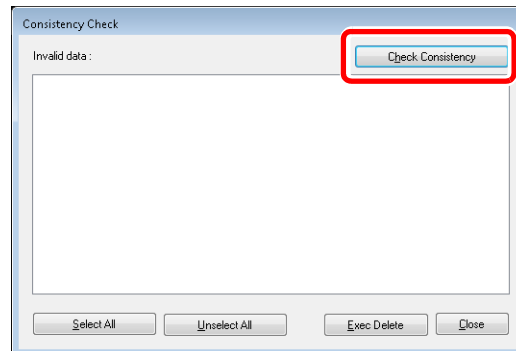 Consistency Check
Invalid data : Check Consistency
Select All Unselect All Exec Delete Close